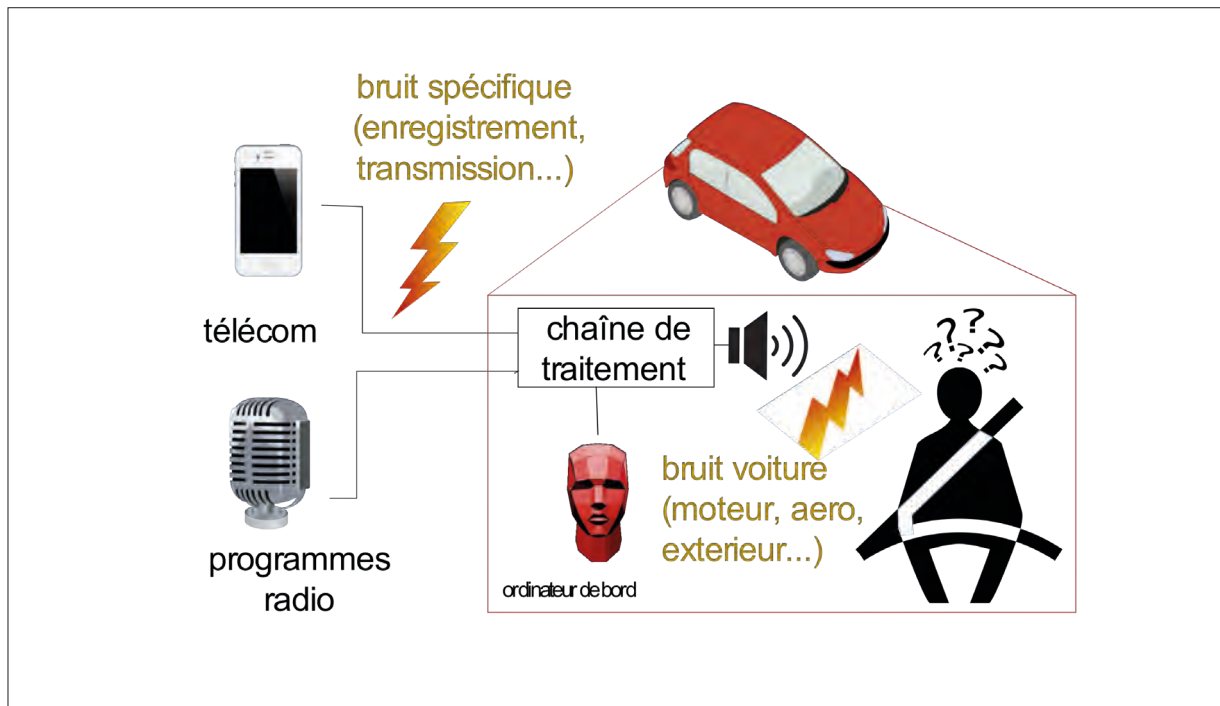 bruit spécifique
(enregistrement,
transmission...)
télécom
chaîne de
traitement
programmes
radio
ordinateur de bord
bruit voiture
(moteur, aero,
exterieur...)
? ? ? ? ? ?